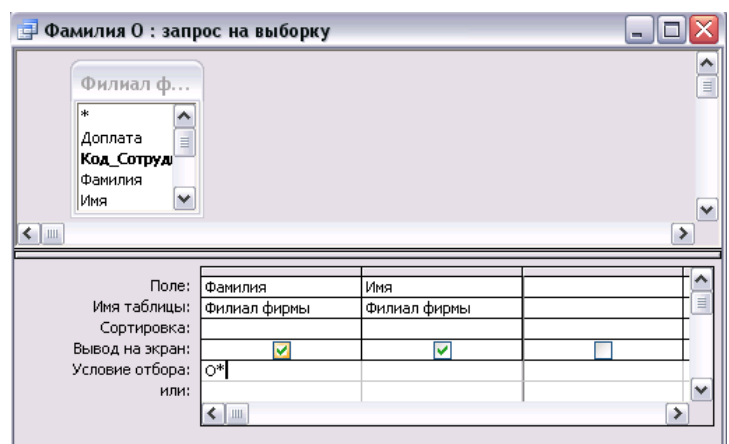 Фамилия О : запрос на выборку
Филиал ф...
*
Доплата
Код_Сотруд
Фамилия
Имя
Поле: Фамилия Имя
Имя таблицы: Филиал фирмы Филиал фирмы
Сортировка:
Вывод на экран:
Условие отбора: О*
или: